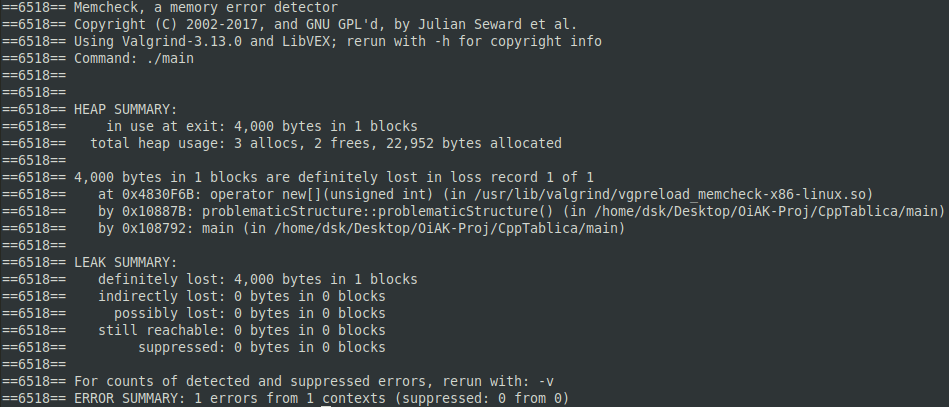 ==6518== Memcheck, a memory error detector
==6518== Copyright (C) 2002-2017, and GNU GPL'd, by Julian Seward et al.
==6518== Using Valgrind-3.13.0 and LibVEX; rerun with -h for copyright info
==6518== Command: ./main
==6518==
==6518==
==6518== HEAP SUMMARY:
==6518==     in use at exit: 4,000 bytes in 1 blocks
==6518==   total heap usage: 3 allocs, 2 frees, 22,952 bytes allocated
==6518==
==6518== 4,000 bytes in 1 blocks are definitely lost in loss record 1 of 1
==6518==    at 0x4830F6B: operator new[](unsigned int) (in /usr/lib/valgrind/vgpreload_memcheck-x86-linux.so)
==6518==    by 0x10887B: problematicStructure::problematicStructure() (in /home/dsk/Desktop/OiAK-Proj/CppTablica/main)
==6518==    by 0x108792: main (in /home/dsk/Desktop/OiAK-Proj/CppTablica/main)
==6518==
==6518== LEAK SUMMARY:
==6518==    definitely lost: 4,000 bytes in 1 blocks
==6518==    indirectly lost: 0 bytes in 0 blocks
==6518==      possibly lost: 0 bytes in 0 blocks
==6518==    still reachable: 0 bytes in 0 blocks
==6518==         suppressed: 0 bytes in 0 blocks
==6518==
==6518== For counts of detected and suppressed errors, rerun with: -v
==6518== ERROR SUMMARY: 1 errors from 1 contexts (suppressed: 0 from 0)